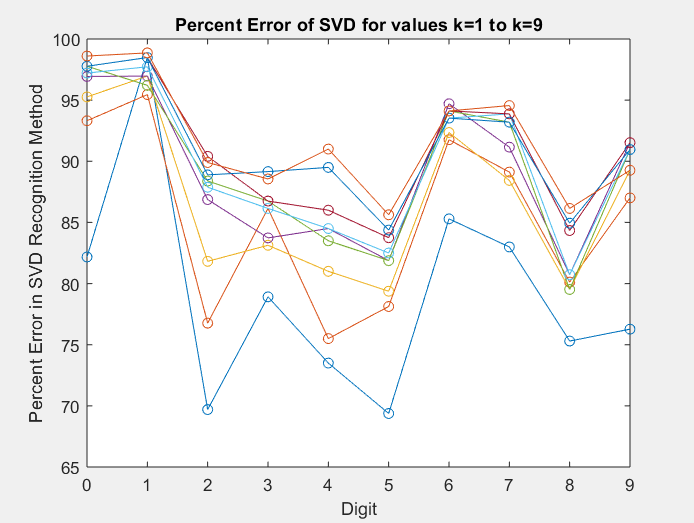 Percent Error of SVD for values k=1 to k=9
100
95
90
85
80
75
70
65
Percent Error in SVD Recognition Method
0 1 2 3 4 5 6 7 8 9
Digit